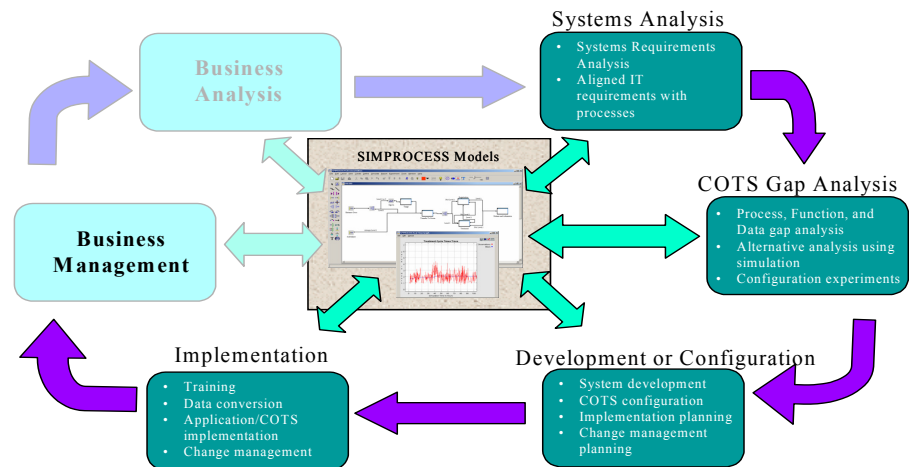 Systems Analysis
Business
Analysis
• Systems Requirements
Analysis
• Aligned IT
requirements with
processes
SIMPROCESS Models
COTS Gap Analysis
• Process, Function, and
Data gap analysis
• Alternative analysis using
simulation
• Configuration experiments
Business
Management
Implementation
• Training
• Data conversion
• Application/COTS
implementation
• Change management
Development or Configuration
• System development
• COTS configuration
• Implementation planning
• Change management
planning